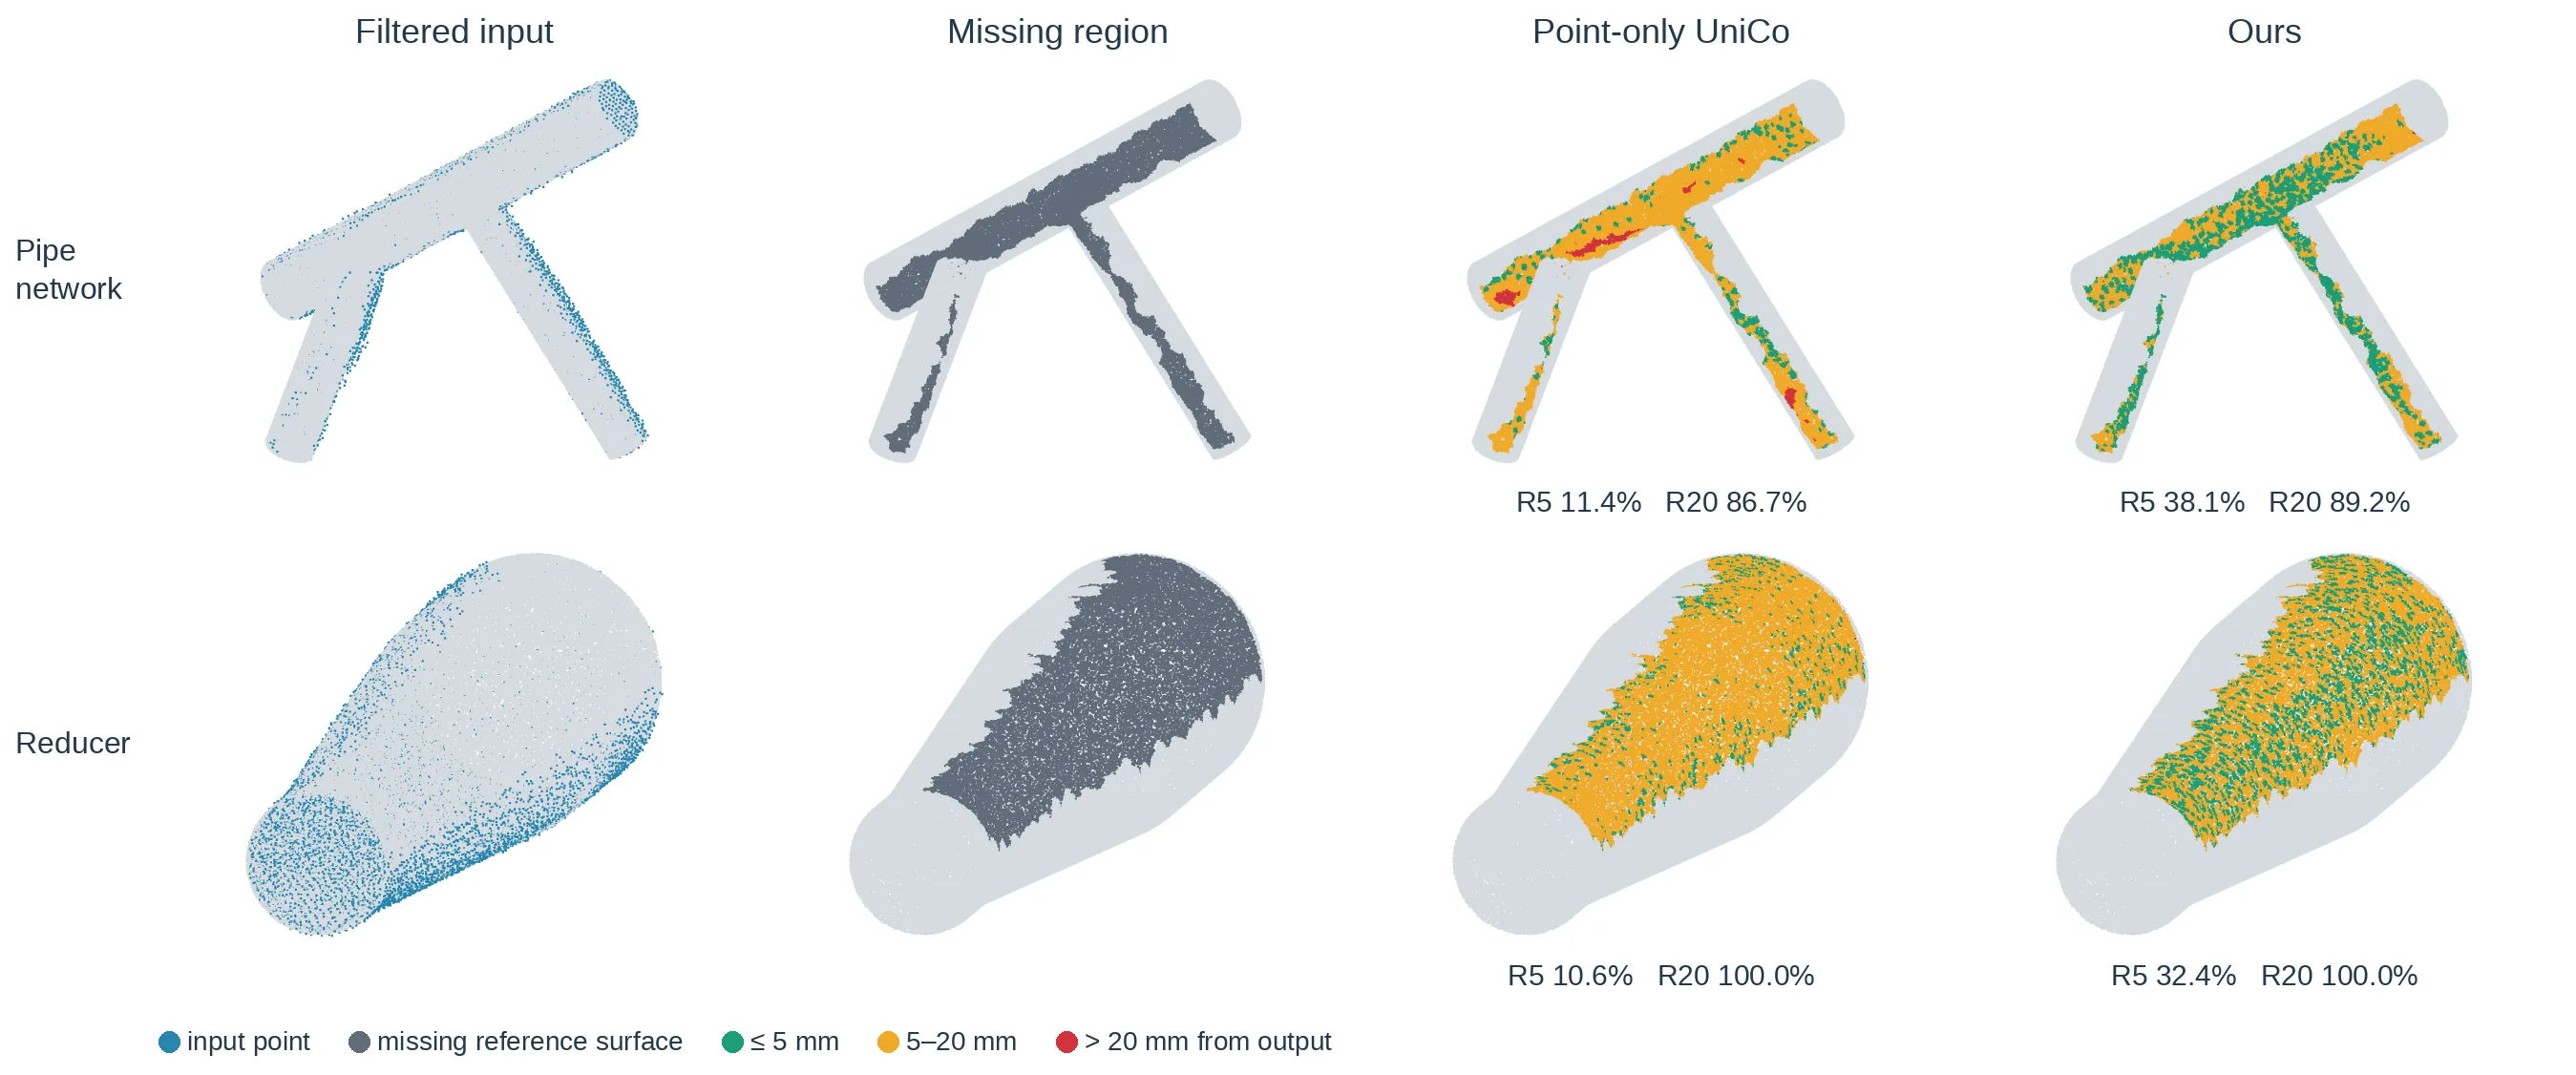 Filtered input
Missing region
Point-only UniCo
Ours
Pipe
network
R5 11.4% R20 86.7%
R5 38.1% R20 89.2%
Reducer
R5 10.6% R20 100.0%
R5 32.4% R20 100.0%
input point
missing reference surface
≤ 5 mm
5–20 mm
> 20 mm from output